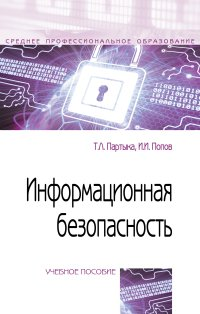 СРЕДНЕЕ ПРОФЕССИОНАЛЬНОЕ ОБРАЗОВАНИЕ
Т.Л. Партыка, И.И. Попов
Информационная
безопасность
УЧЕБНОЕ ПОСОБИЕ